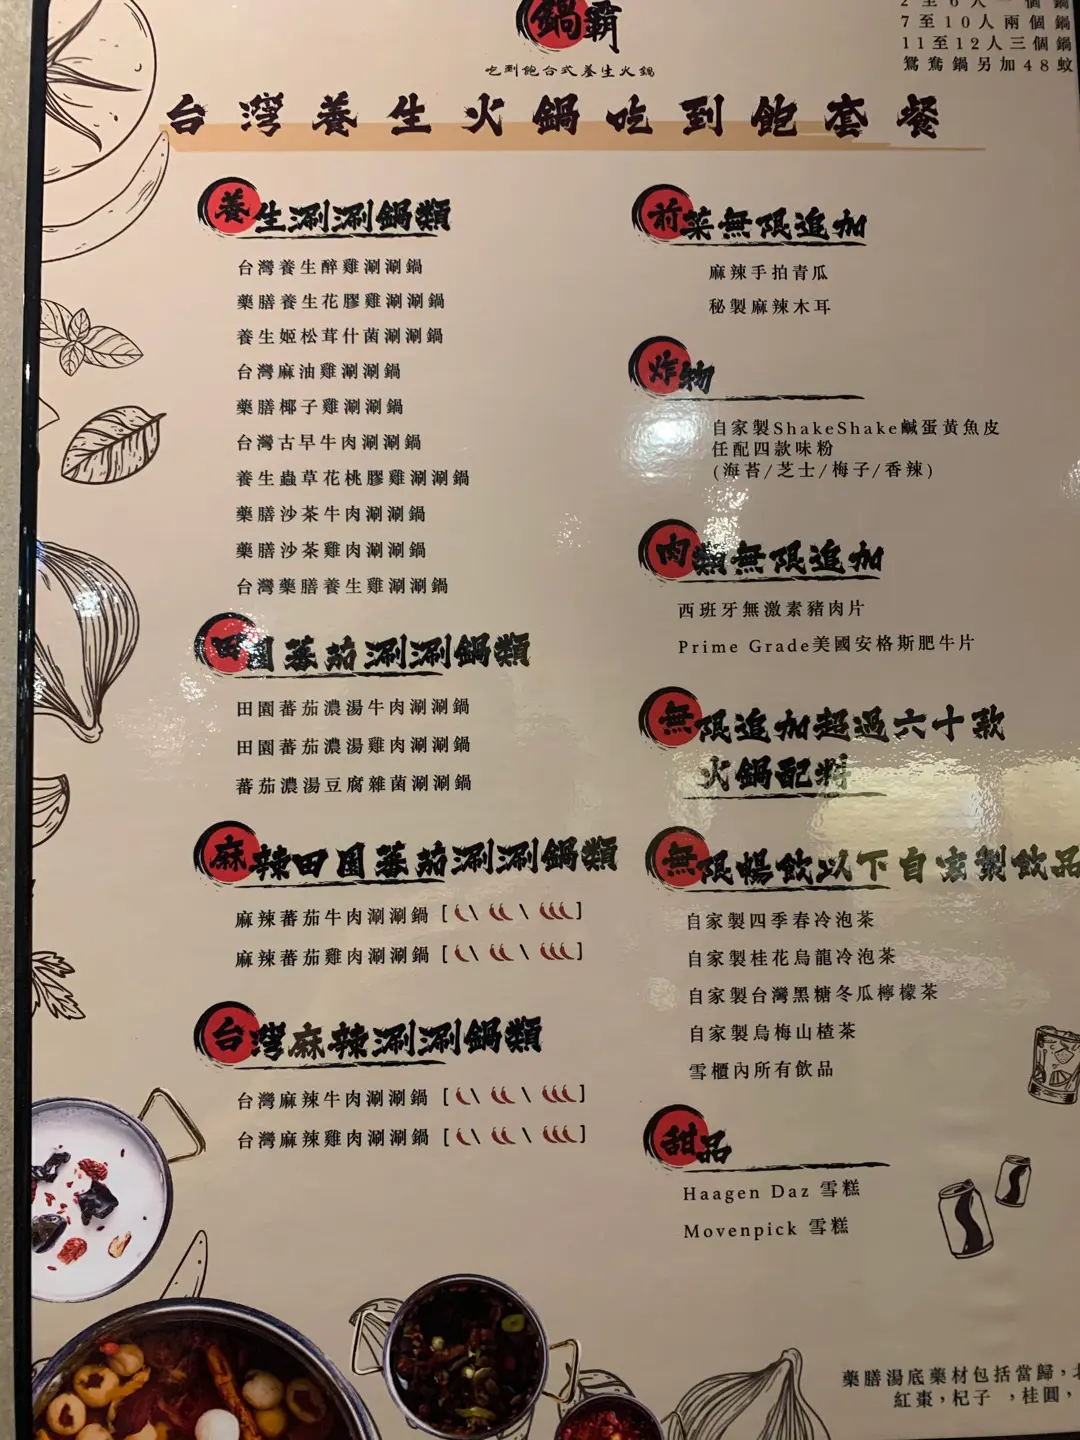 鍋霸
吃到飽台式養生火鍋
2至6人一個鍋
7至10人兩個鍋
11至12人三個鍋
鴛鴦鍋另加48蚊
台灣養生火鍋吃到飽套餐
養生涮涮鍋類
台灣養生醉雞涮涮鍋
藥膳養生花膠雞涮涮鍋
養生姬松茸什菌涮涮鍋
台灣麻油雞涮涮鍋
藥膳椰子雞涮涮鍋
台灣古早牛肉涮涮鍋
養生蟲草花桃膠雞涮涮鍋
藥膳沙茶牛肉涮涮鍋
藥膳沙茶雞肉涮涮鍋
台灣藥膳養生雞涮涮鍋
田園蕃茄涮涮鍋類
田園蕃茄濃湯牛肉涮涮鍋
田園蕃茄濃湯雞肉涮涮鍋
蕃茄濃湯豆腐雜菌涮涮鍋
麻辣田園蕃茄涮涮鍋類
麻辣蕃茄牛肉涮涮鍋 [ \ \ ]
麻辣蕃茄雞肉涮涮鍋 [ \ \ ]
台灣麻辣涮涮鍋類
台灣麻辣牛肉涮涮鍋 [ \ \ ]
台灣麻辣雞肉涮涮鍋 [ \ \ ]
前菜無限追加
麻辣手拍青瓜
秘製麻辣木耳
炸物
自家製ShakeShake鹹蛋黃魚皮
任配四款味粉
(海苔/芝士/梅子/香辣)
肉類無限追加
西班牙無激素豬肉片
Prime Grade美國安格斯肥牛片
無限追加超過六十款
火鍋配料
無限暢飲以下自家製飲品
自家製四季春冷泡茶
自家製桂花烏龍冷泡茶
自家製台灣黑糖冬瓜檸檬茶
自家製烏梅山楂茶
雪櫃內所有飲品
甜品
Haagen Daz 雪糕
Movenpick 雪糕
藥膳湯底藥材包括當歸，
紅棗，杞子 ，桂圓，